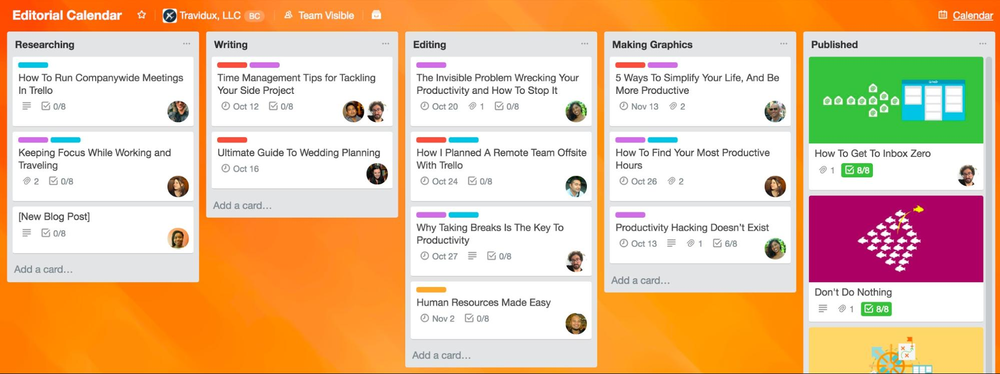 Editorial Calendar
Travidux, LLC BC
Team Visible
Calendar
Researching
How To Run Companywide Meetings
In Trello
0/8
Keeping Focus While Working and
Traveling
2 0/8
[New Blog Post]
0/8
Add a card...
Writing
Time Management Tips for Tackling
Your Side Project
Oct 12 0/8
Ultimate Guide To Wedding Planning
Oct 16
Add a card...
Editing
The Invisible Problem Wrecking Your
Productivity and How To Stop It
Oct 20 1 0/8
How I Planned A Remote Team Offsite
With Trello
Oct 24 0/8
Why Taking Breaks Is The Key To
Productivity
Oct 27 0/8
Human Resources Made Easy
Nov 2 0/8
Add a card...
Making Graphics
5 Ways To Simplify Your Life, And Be
More Productive
Nov 13 2
How To Find Your Most Productive
Hours
Oct 26 2
Productivity Hacking Doesn't Exist
Oct 13 1 6/8
Add a card...
Published
How To Get To Inbox Zero
1 8/8
Don't Do Nothing
1 8/8